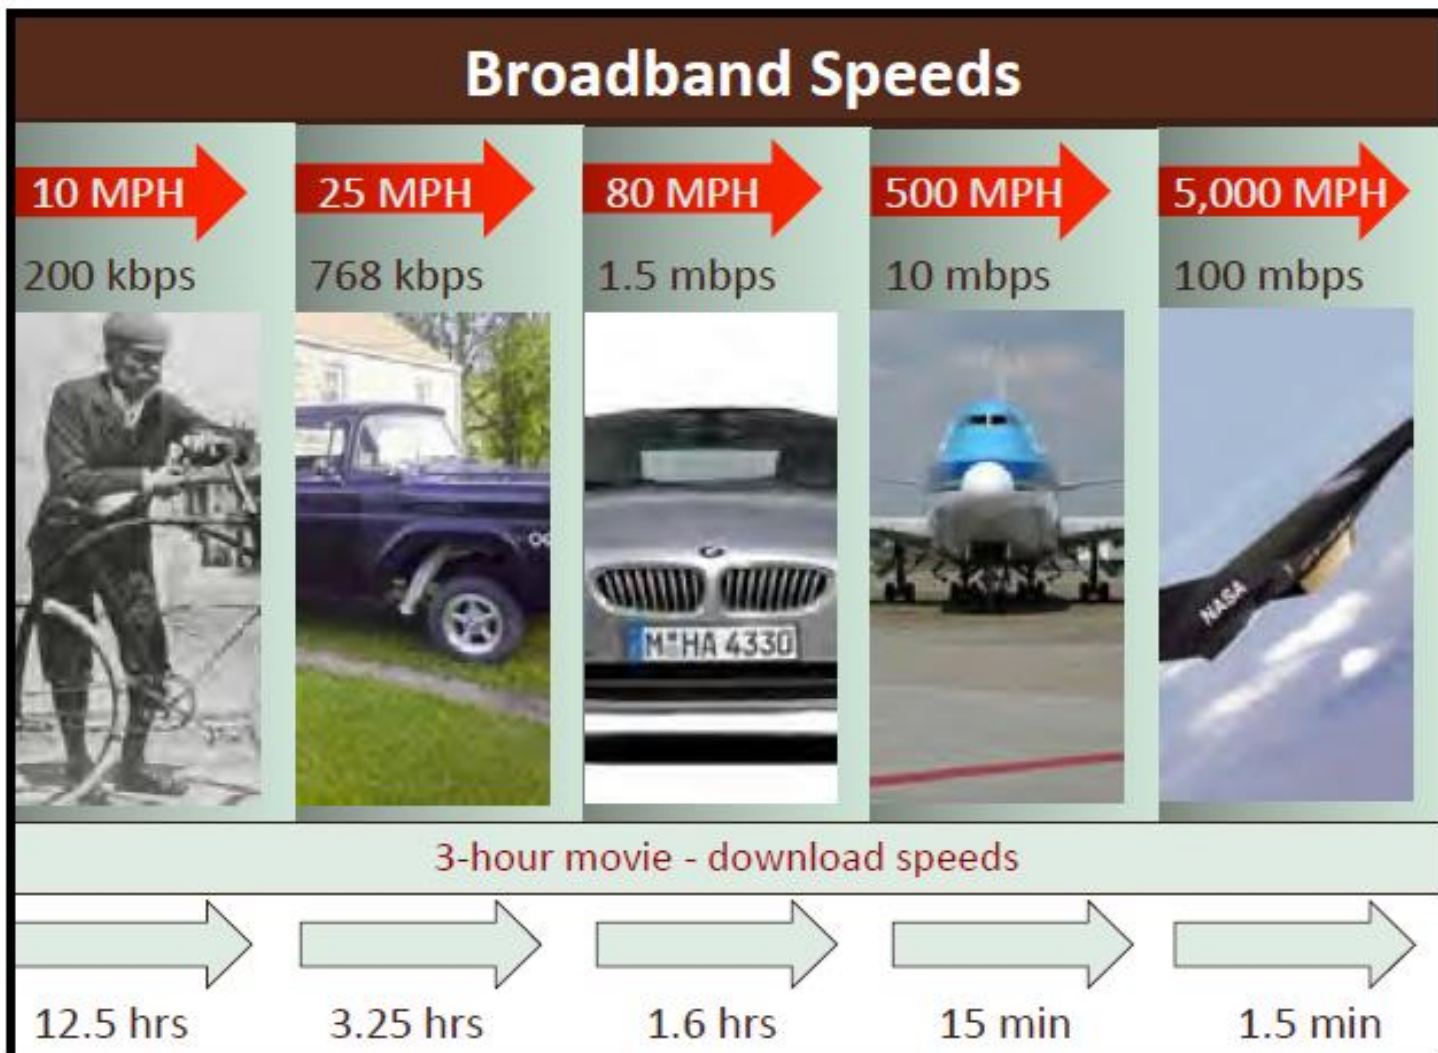 Broadband Speeds
10 MPH
25 MPH
80 MPH
500 MPH
5,000 MPH
200 kbps
768 kbps
1.5 mbps
10 mbps
100 mbps
M HA 4330
NASA
3-hour movie - download speeds
12.5 hrs
3.25 hrs
1.6 hrs
15 min
1.5 min